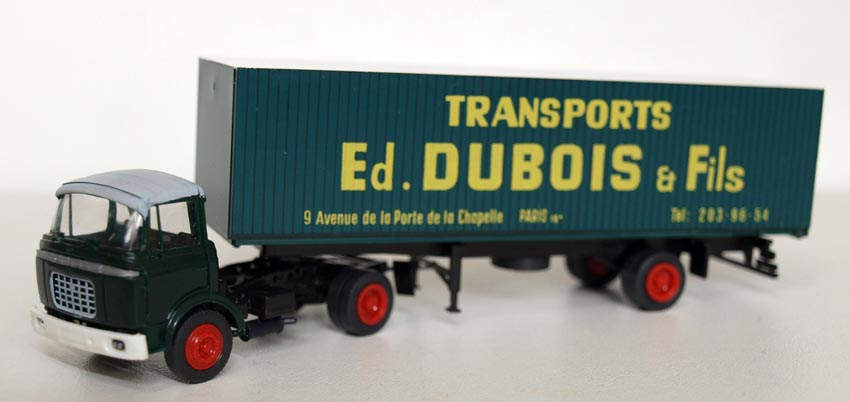 TRANSPORTS
Ed. DUBOIS & Fils
9 Avenue de la Porte de la Chapelle PARIS 18e Tel: 203-96-54